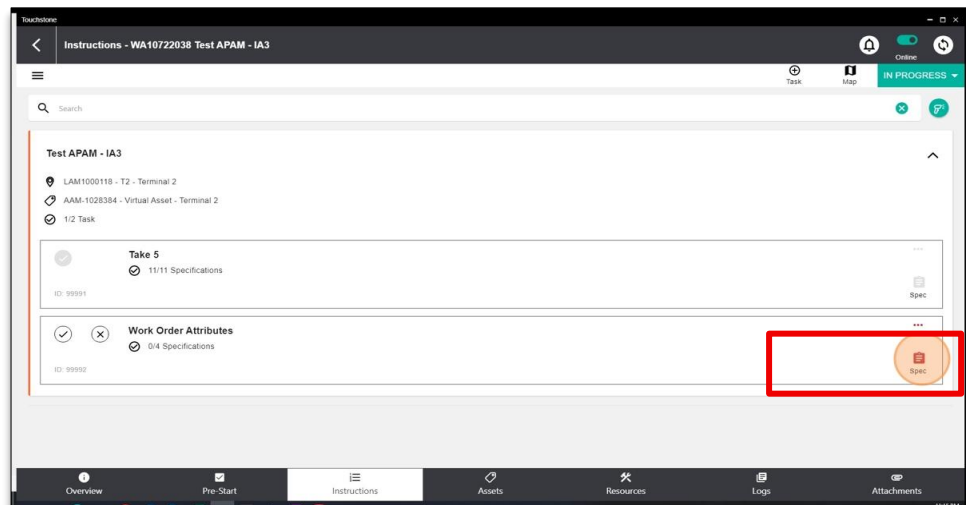 Touchstone
Instructions - WA10722038 Test APAM - IA3
Online
Task
Map
IN PROGRESS
Search
Test APAM - IA3
LAM1000118 - T2 - Terminal 2
AAM-1028384 - Virtual Asset - Terminal 2
1/2 Task
Take 5
11/11 Specifications
ID: 99991
Spec
Work Order Attributes
0/4 Specifications
ID: 99992
Spec
Overview
Pre-Start
Instructions
Assets
Resources
Logs
Attachments